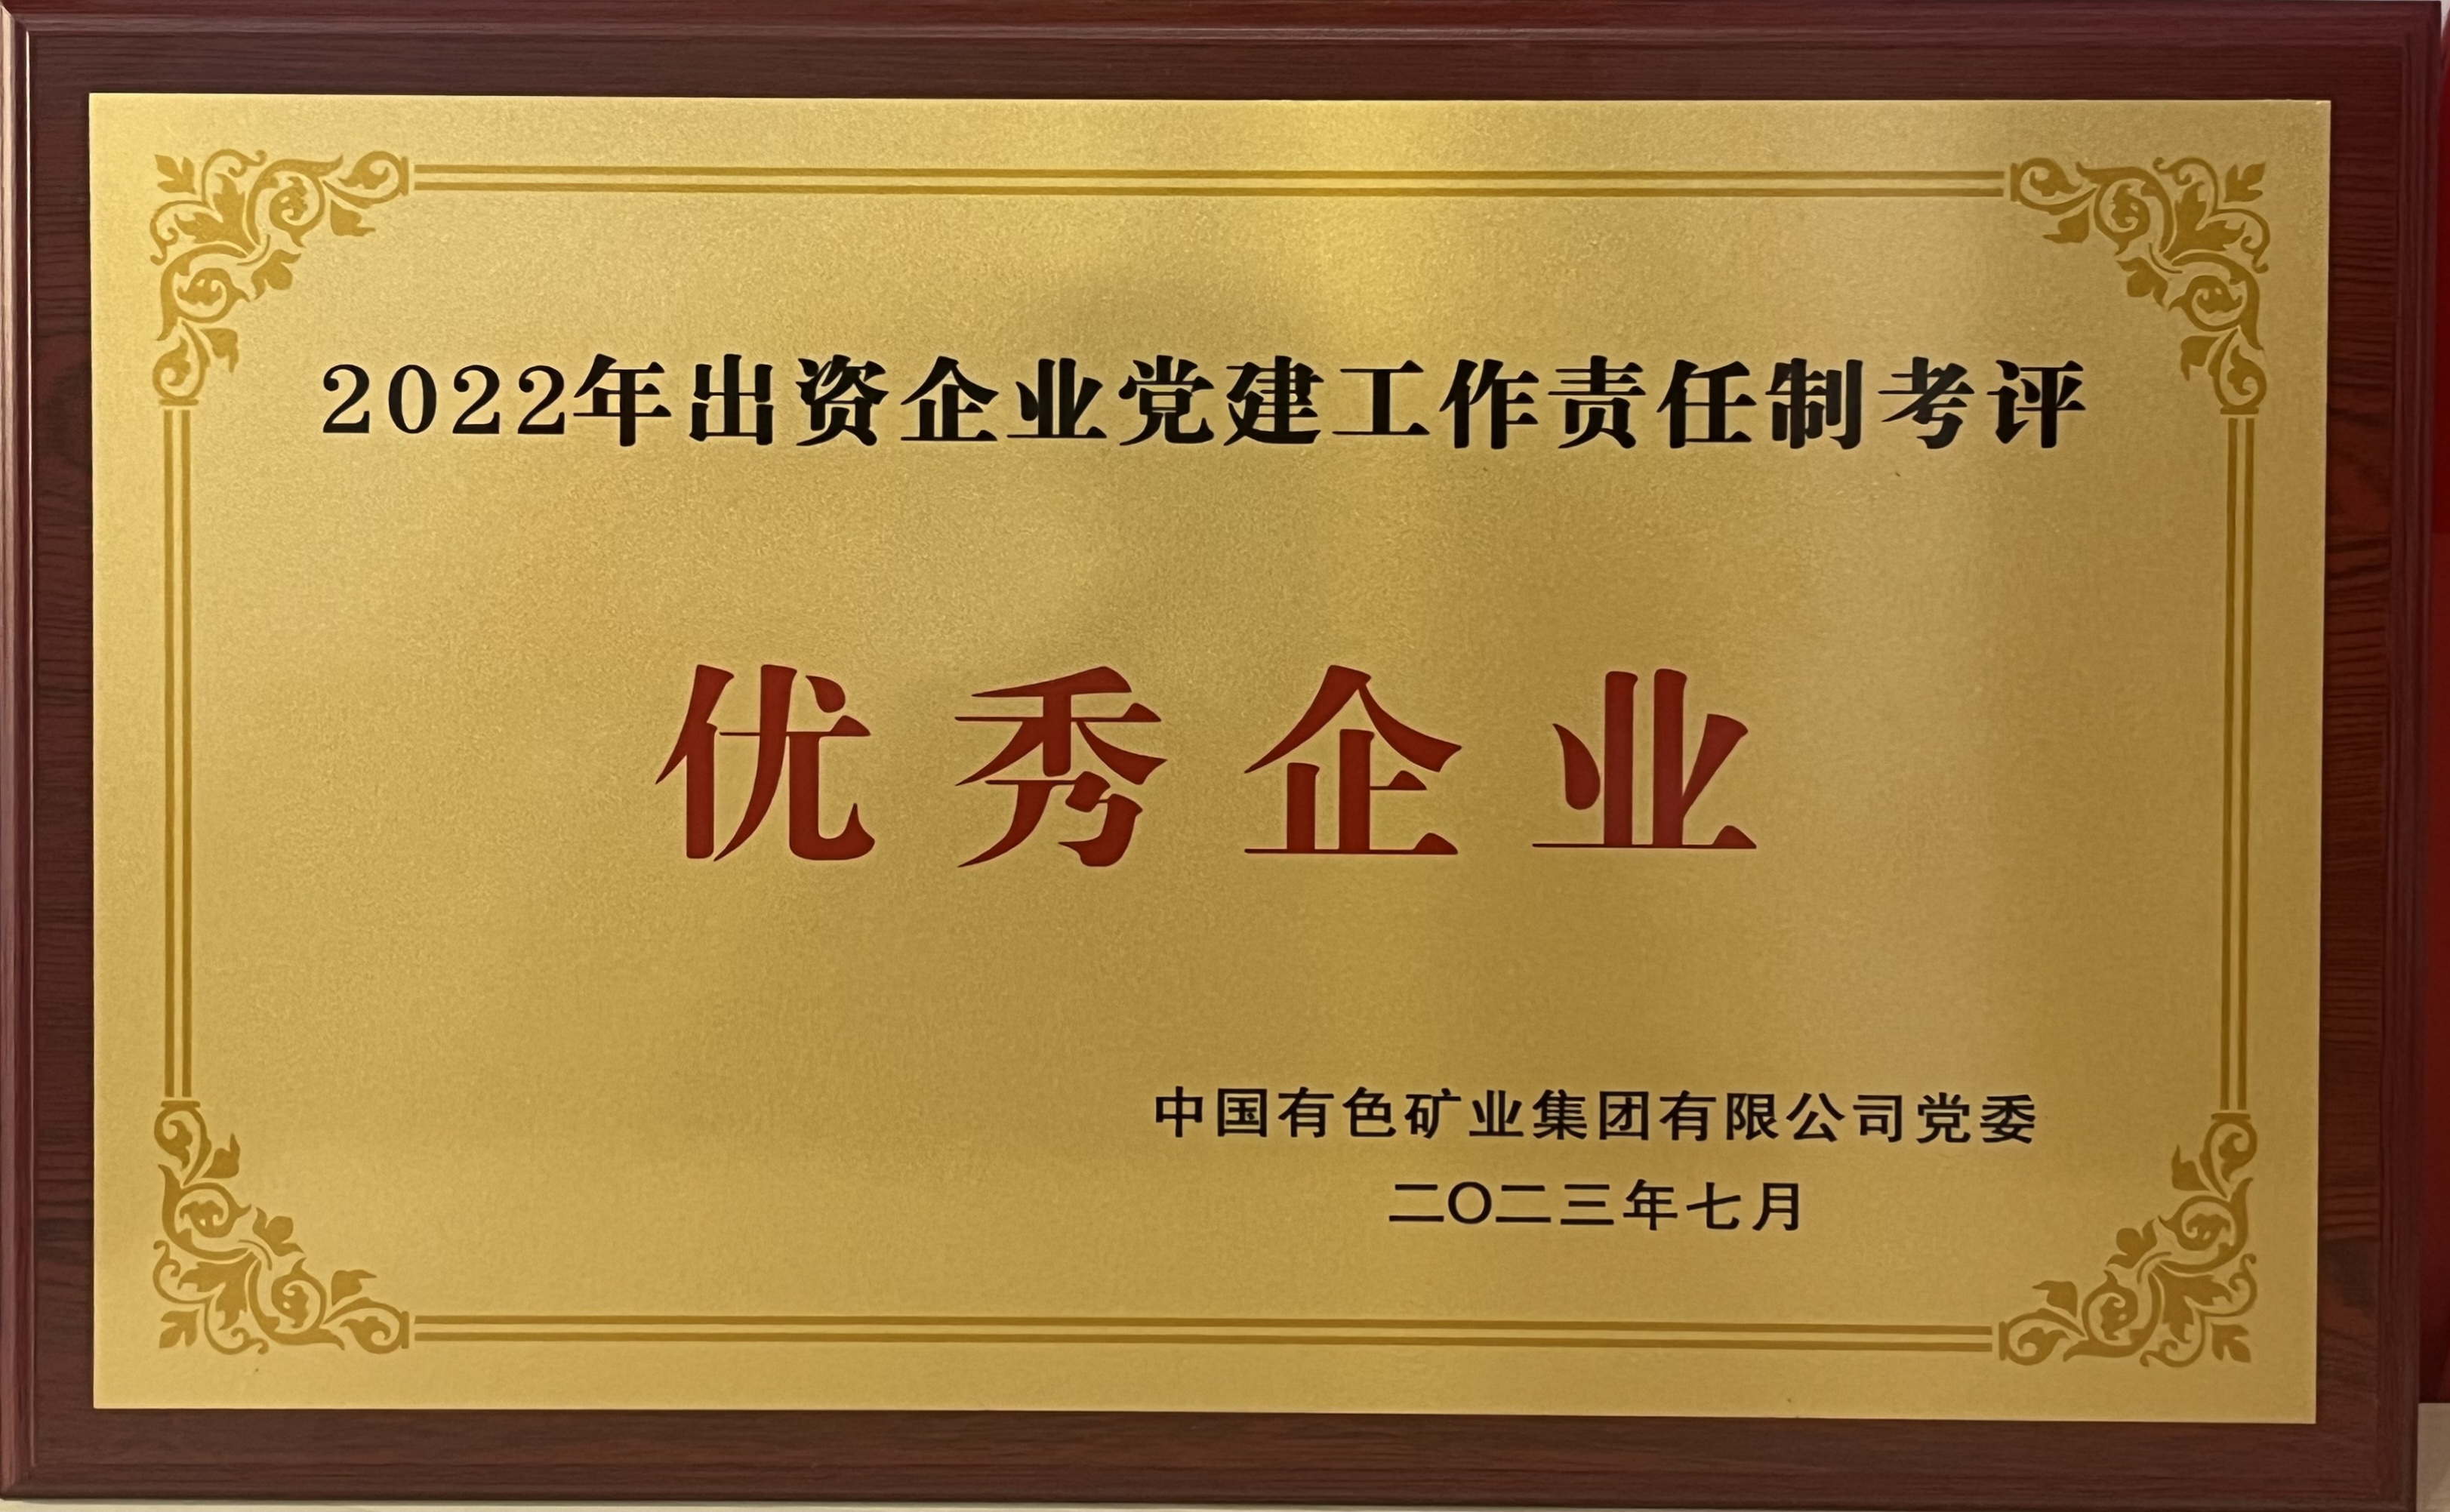 2022年出资企业党建工作责任制考评
优秀企业
中国有色矿业集团有限公司党委
二〇二三年七月